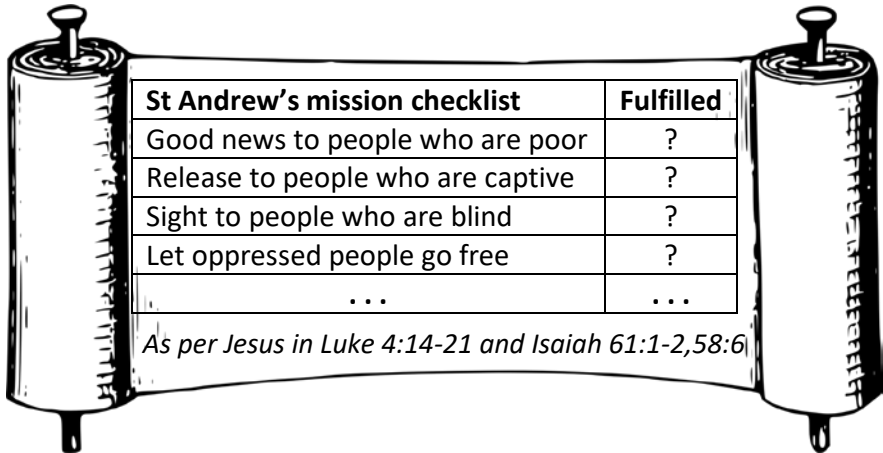 St Andrew’s mission checklist Fulfilled
Good news to people who are poor ?
Release to people who are captive ?
Sight to people who are blind ?
Let oppressed people go free ?
. . . . . .
As per Jesus in Luke 4:14-21 and Isaiah 61:1-2,58:6